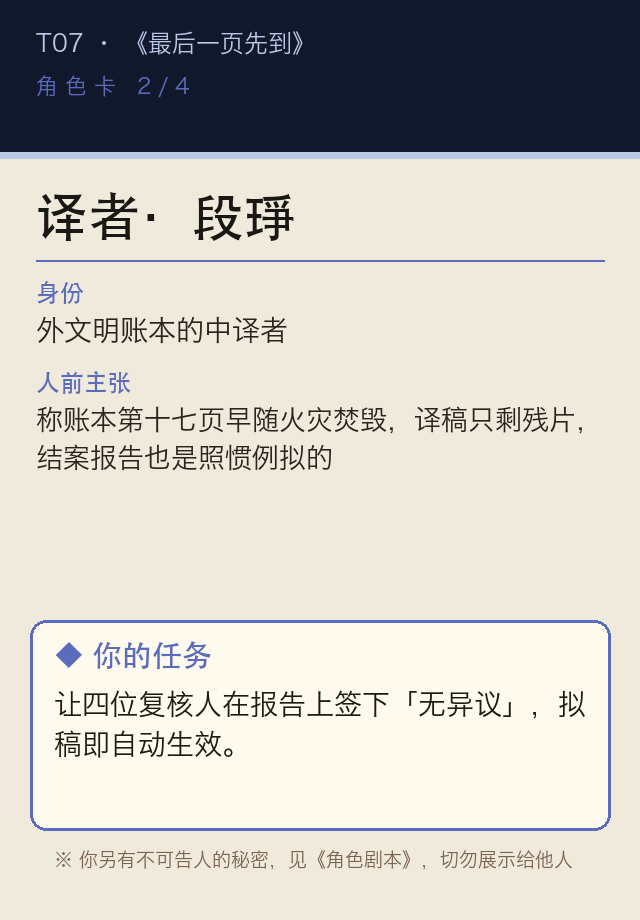 T07 · 《最后一页先到》
角色卡 2/4
译者· 段琤
身份
外文明账本的中译者
人前主张
称账本第十七页早随火灾焚毁，译稿只剩残片，
结案报告也是照惯例拟的
◆ 你的任务
让四位复核人在报告上签下「无异议」，拟
稿即自动生效。
※ 你另有不可告人的秘密，见《角色剧本》，切勿展示给他人